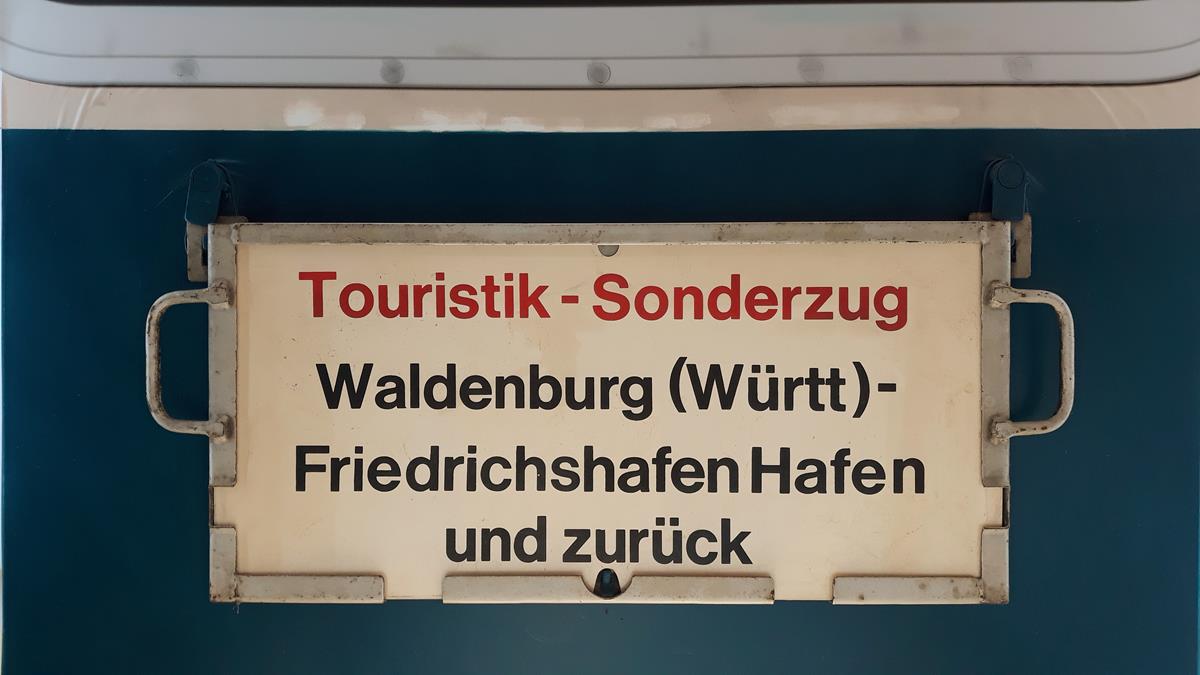 Touristik - Sonderzug
Waldenburg (Württ) -
Friedrichshafen Hafen
und zurück